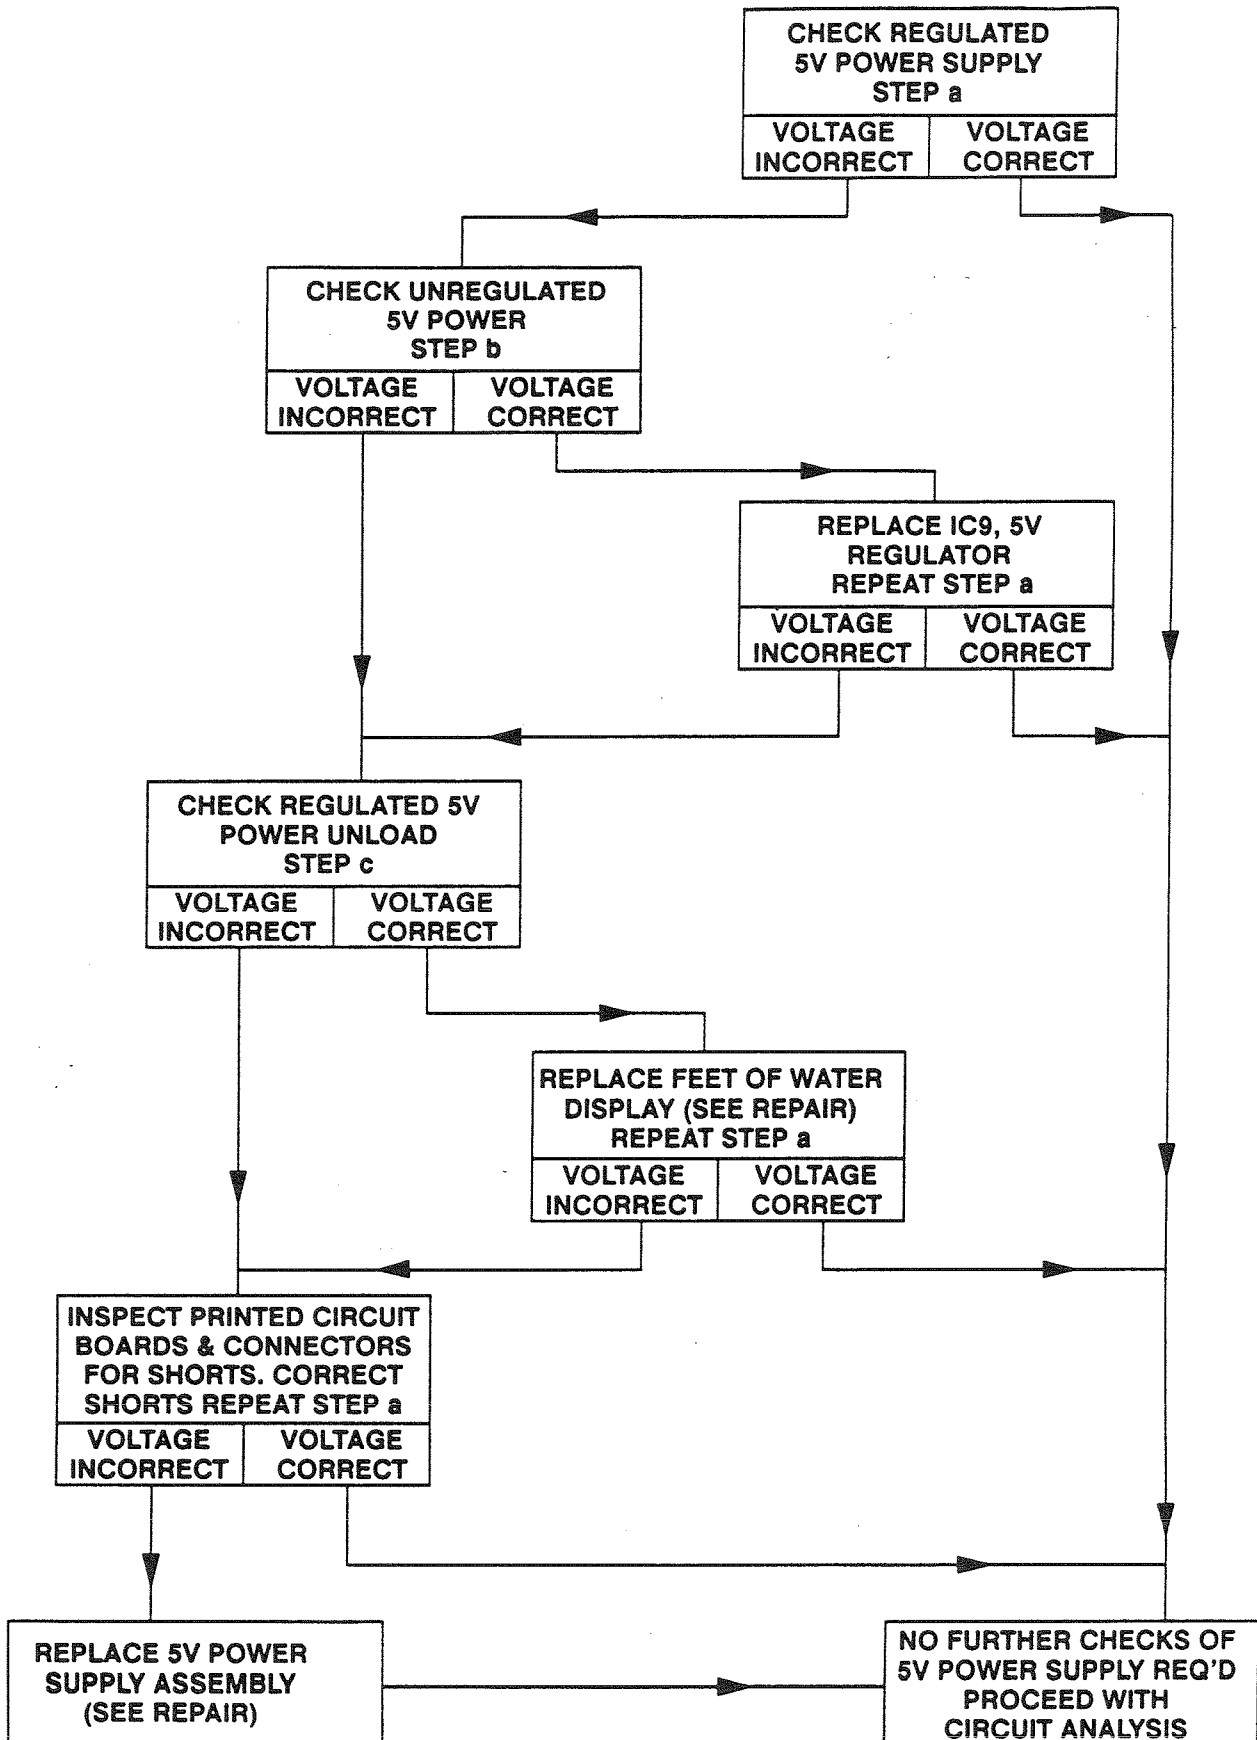 CHECK REGULATED
5V POWER SUPPLY
STEP a
VOLTAGE
INCORRECT
VOLTAGE
CORRECT
CHECK UNREGULATED
5V POWER
STEP b
VOLTAGE
INCORRECT
VOLTAGE
CORRECT
REPLACE IC9, 5V
REGULATOR
REPEAT STEP a
VOLTAGE
INCORRECT
VOLTAGE
CORRECT
CHECK REGULATED 5V
POWER UNLOAD
STEP c
VOLTAGE
INCORRECT
VOLTAGE
CORRECT
REPLACE FEET OF WATER
DISPLAY (SEE REPAIR)
REPEAT STEP a
VOLTAGE
INCORRECT
VOLTAGE
CORRECT
INSPECT PRINTED CIRCUIT
BOARDS & CONNECTORS
FOR SHORTS. CORRECT
SHORTS REPEAT STEP a
VOLTAGE
INCORRECT
VOLTAGE
CORRECT
REPLACE 5V POWER
SUPPLY ASSEMBLY
(SEE REPAIR)
NO FURTHER CHECKS OF
5V POWER SUPPLY REQ'D
PROCEED WITH
CIRCUIT ANALYSIS